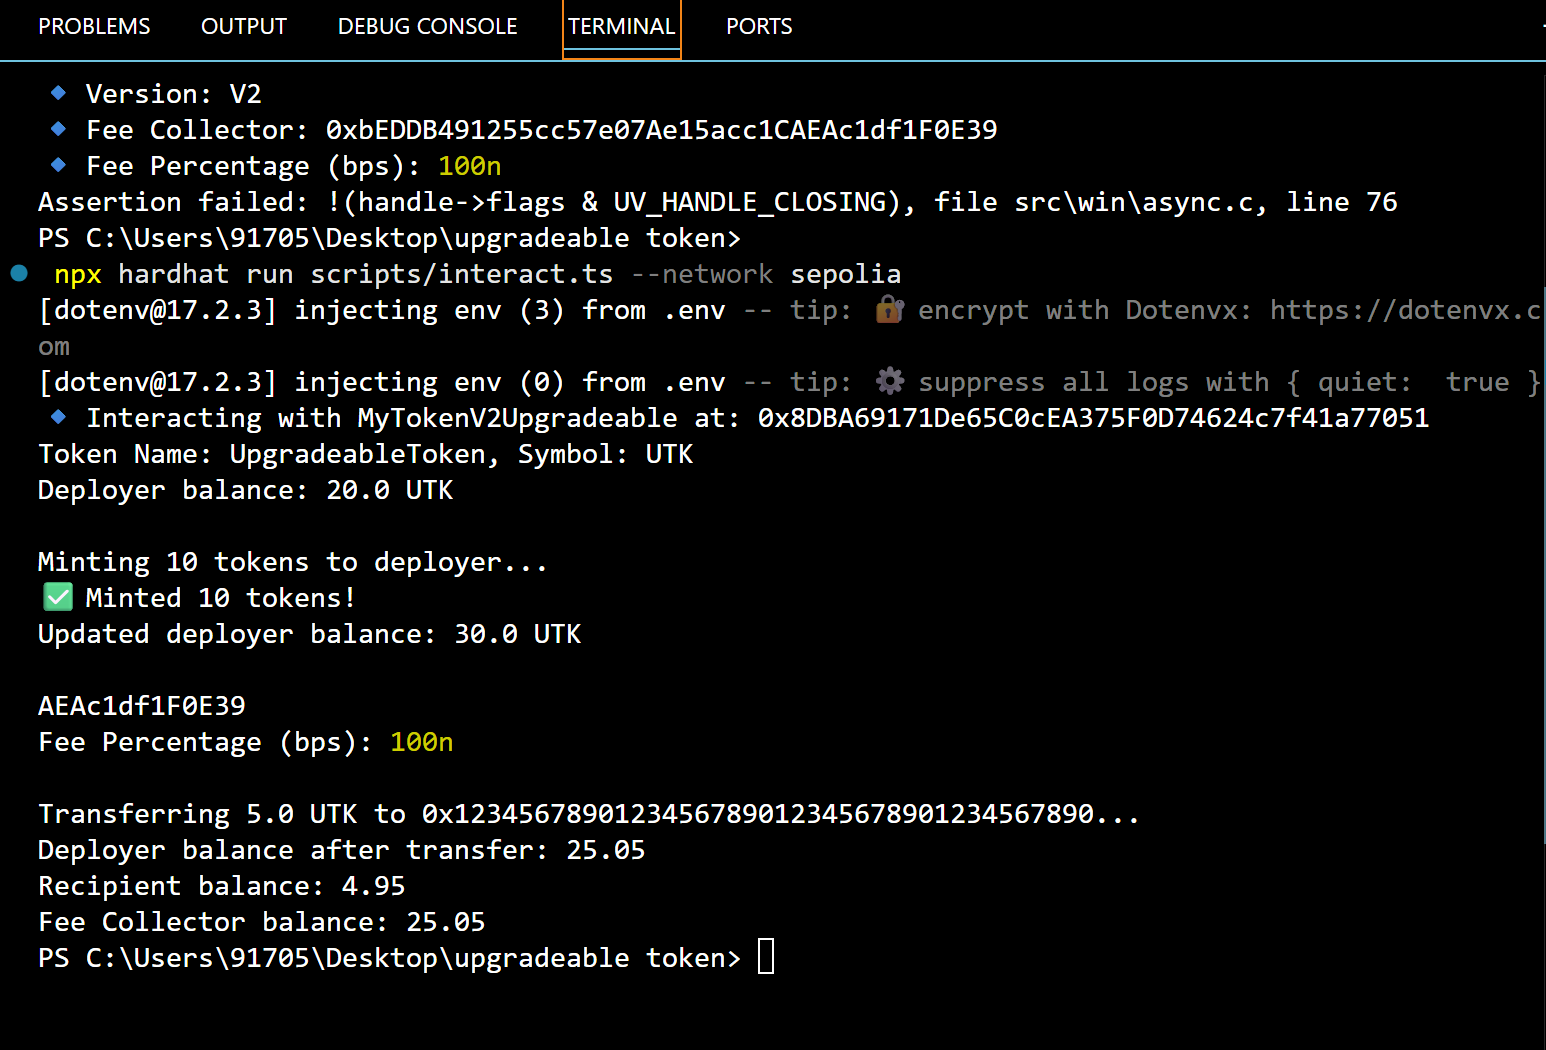 PROBLEMS OUTPUT DEBUG CONSOLE TERMINAL PORTS
🔹 Version: V2
🔹 Fee Collector: 0xbEDDB491255cc57e07Ae15acc1CAEAc1df1F0E39
🔹 Fee Percentage (bps): 100n
Assertion failed: !(handle->flags & UV_HANDLE_CLOSING), file src\win\async.c, line 76
PS C:\Users\91705\Desktop\upgradeable token>
npx hardhat run scripts/interact.ts --network sepolia
[dotenv@17.2.3] injecting env (3) from .env -- tip: 🔐 encrypt with Dotenvx: https://dotenvx.c
om
[dotenv@17.2.3] injecting env (0) from .env -- tip: ⚙️ suppress all logs with { quiet: true }
🔹 Interacting with MyTokenV2Upgradeable at: 0x8DBA69171De65C0cEA375F0D74624c7f41a77051
Token Name: UpgradeableToken, Symbol: UTK
Deployer balance: 20.0 UTK
Minting 10 tokens to deployer...
✅ Minted 10 tokens!
Updated deployer balance: 30.0 UTK
AEAc1df1F0E39
Fee Percentage (bps): 100n
Transferring 5.0 UTK to 0x1234567890123456789012345678901234567890...
Deployer balance after transfer: 25.05
Recipient balance: 4.95
Fee Collector balance: 25.05
PS C:\Users\91705\Desktop\upgradeable token>